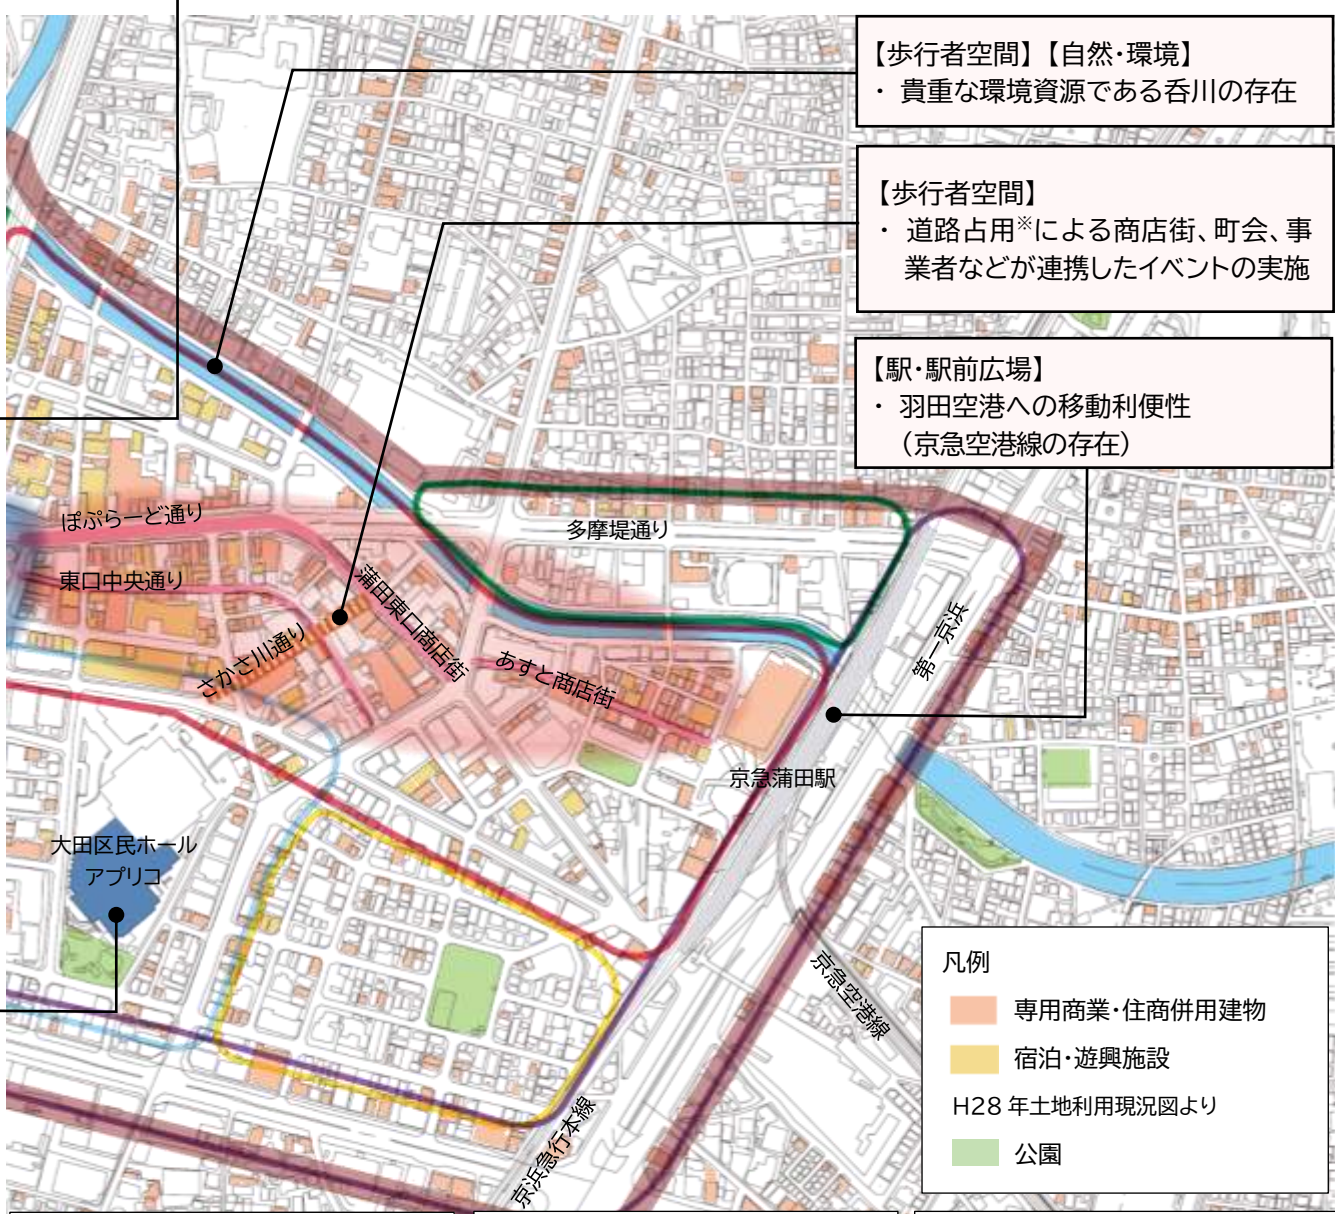 【歩行者空間】【自然・環境】
・ 貴重な環境資源である呑川の存在
【歩行者空間】
・ 道路占用※による商店街、町会、事
業者などが連携したイベントの実施
【駅・駅前広場】
・ 羽田空港への移動利便性
（京急空港線の存在）
ぽぷらーど通り
多摩堤通り
東口中央通り
蒲田東口商店街
さかさ川通り
あすと商店街
第一京浜
京急蒲田駅
大田区民ホール
アプリコ
京急空港線
京浜急行本線
凡例
専用商業・住商併用建物
宿泊・遊興施設
H28 年土地利用現況図より
公園